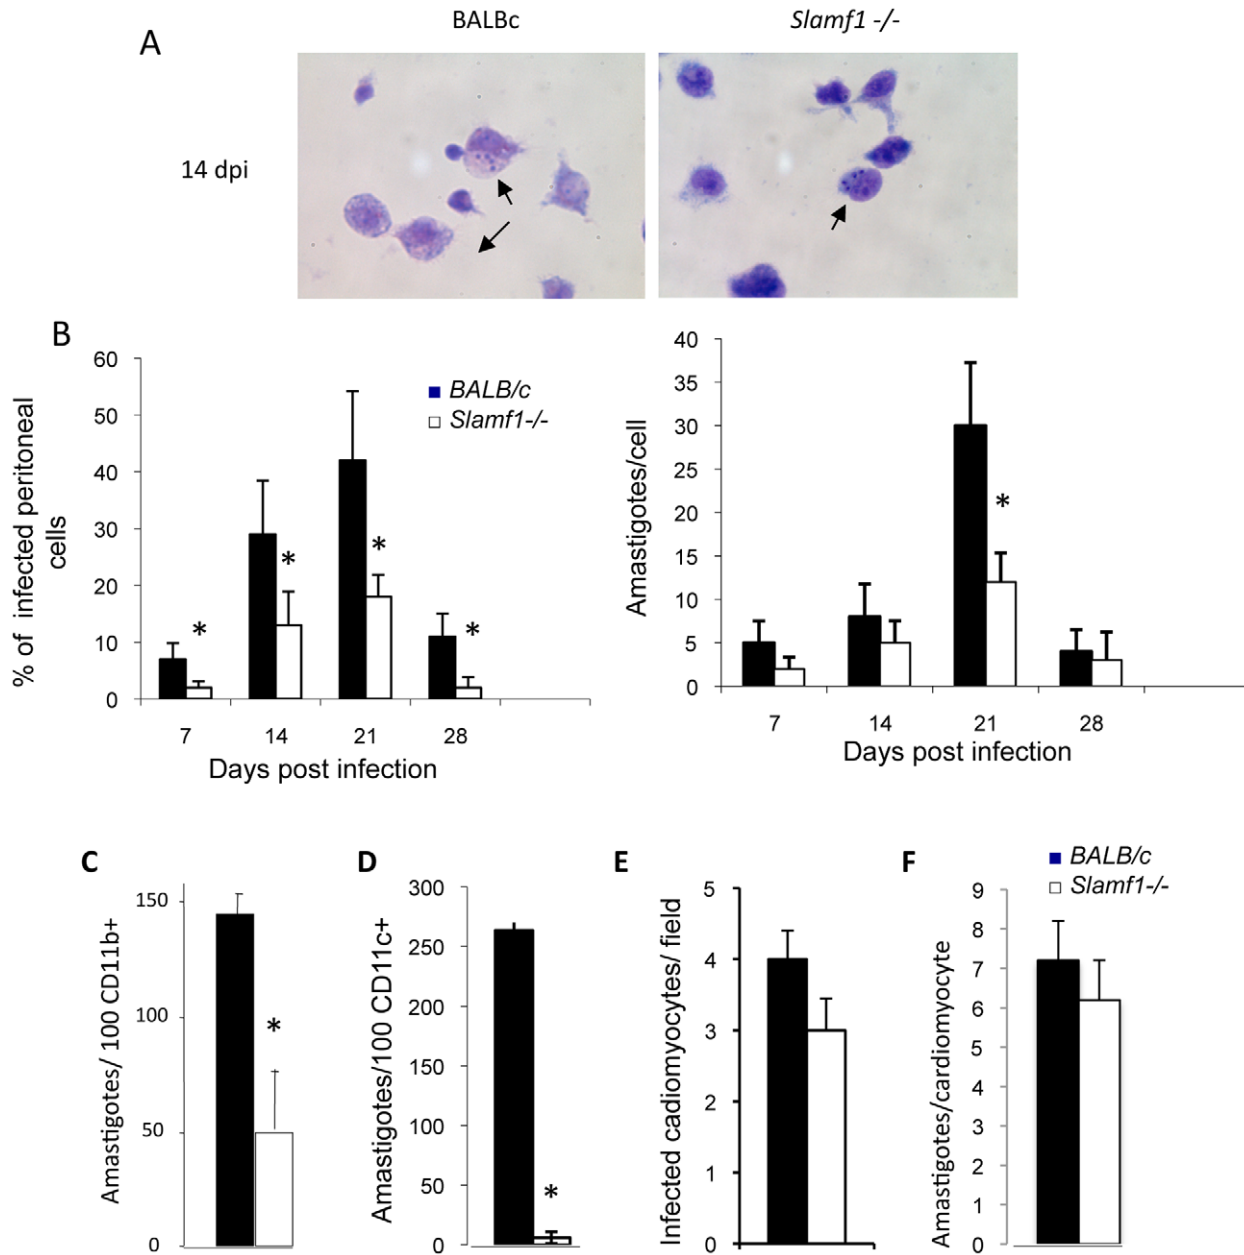 BALBc
Slamf1 -/-
A
14 dpi
B
% of infected peritoneal
cells
60
50
40
30
20
10
0
BALB/c
Slamf1-/-
*
*
*
*
7
14
21
28
Days post infection
Amastigotes/cell
40
35
30
25
20
15
10
5
0
*
7
14
21
28
Days post infection
C
Amastigotes/ 100 CD11b+
150
100
50
0
*
D
Amastigotes/100 CD11c+
300
250
200
150
100
50
0
*
E
Infected cadiomyocytes/ field
5
4
3
2
1
0
F
BALB/c
Slamf1-/-
Amastigotes/cardiomyocyte
9
8
7
6
5
4
3
2
1
0